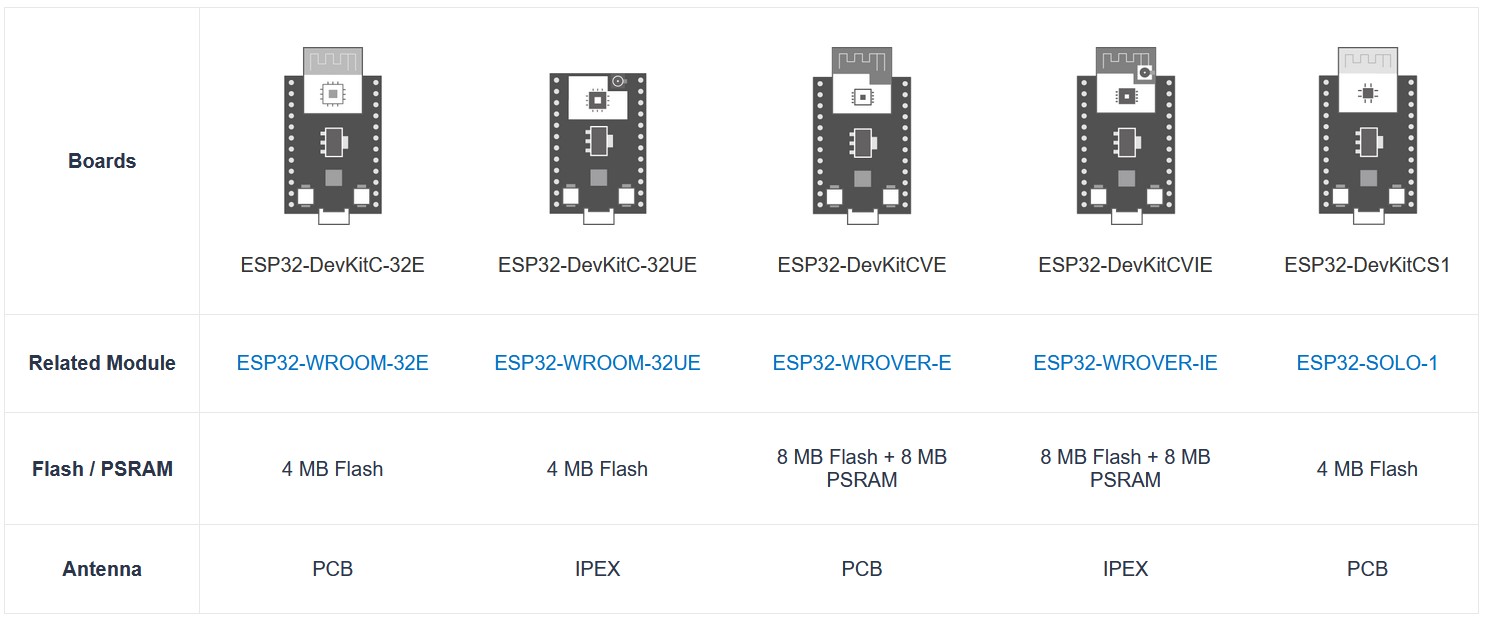 Boards
ESP32-DevKitC-32E
ESP32-DevKitC-32UE
ESP32-DevKitCVE
ESP32-DevKitCVIE
ESP32-DevKitCS1
Related Module
ESP32-WROOM-32E
ESP32-WROOM-32UE
ESP32-WROVER-E
ESP32-WROVER-IE
ESP32-SOLO-1
Flash / PSRAM
4 MB Flash
4 MB Flash
8 MB Flash + 8 MB
PSRAM
8 MB Flash + 8 MB
PSRAM
4 MB Flash
Antenna
PCB
IPEX
PCB
IPEX
PCB